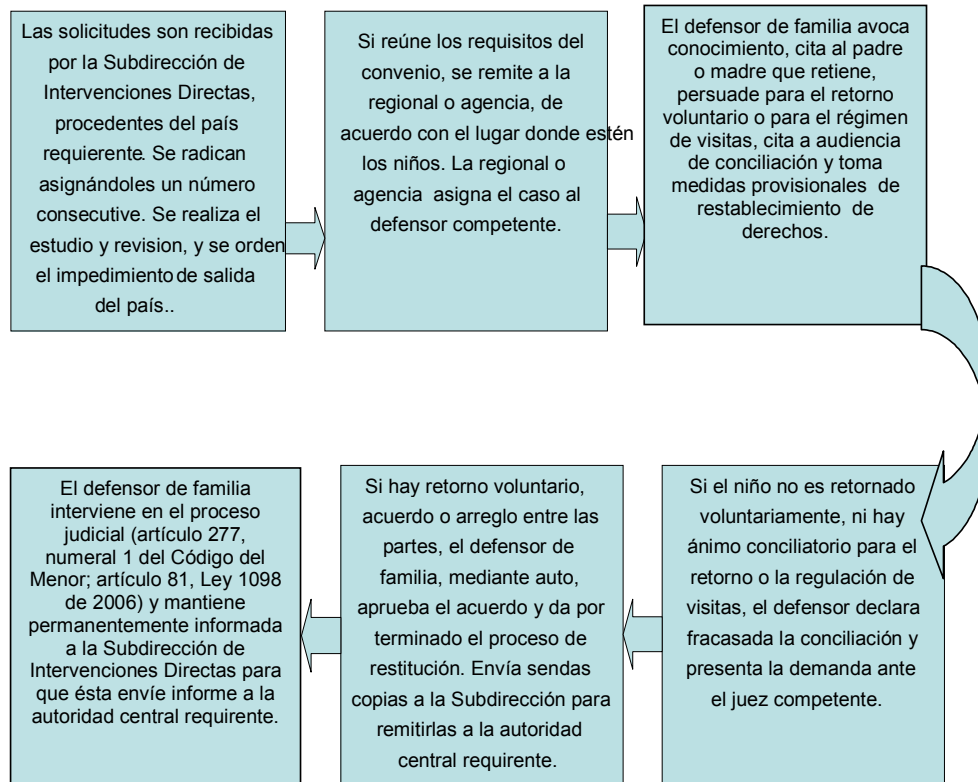 Las solicitudes son recibidas
por la Subdirección de
Intervenciones Directas,
procedentes del país
requierente. Se radican
asignándoles un número
consecutive. Se realiza el
estudio y revision, y se orden
el impedimiento de salida
del país..
Si reúne los requisitos del
convenio, se remite a la
regional o agencia, de
acuerdo con el lugar donde estén
los niños. La regional o
agencia asigna el caso al
defensor competente.
El defensor de familia avoca
conocimiento, cita al padre
o madre que retiene,
persuade para el retorno
voluntario o para el régimen
de visitas, cita a audiencia
de conciliación y toma
medidas provisionales de
restablecimiento de
derechos.
Si el niño no es retornado
voluntariamente, ni hay
ánimo conciliatorio para el
retorno o la regulación de
visitas, el defensor declara
fracasada la conciliación y
presenta la demanda ante
el juez competente.
Si hay retorno voluntario,
acuerdo o arreglo entre las
partes, el defensor de
familia, mediante auto,
aprueba el acuerdo y da por
terminado el proceso de
restitución. Envía sendas
copias a la Subdirección para
remitirlas a la autoridad
central requirente.
El defensor de familia
interviene en el proceso
judicial (artículo 277,
numeral 1 del Código del
Menor; artículo 81, Ley 1098
de 2006) y mantiene
permanentemente informada
a la Subdirección de
Intervenciones Directas para
que ésta envíe informe a la
autoridad central requirente.